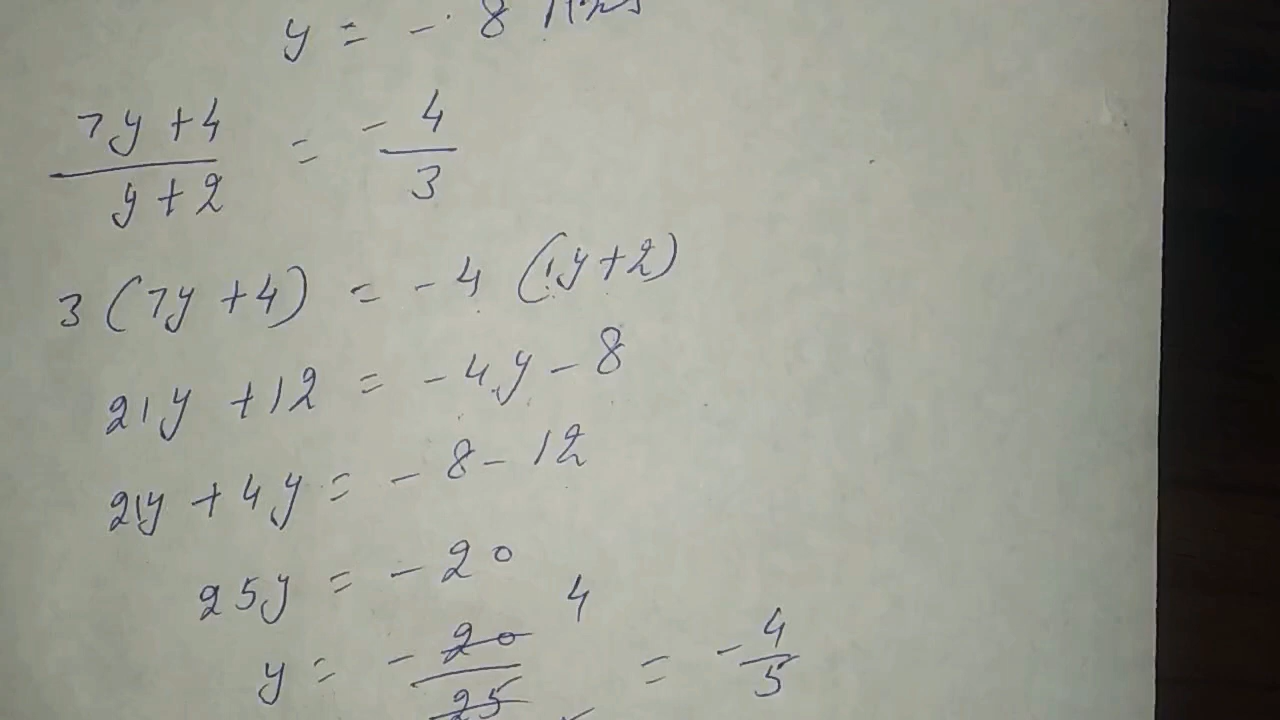 y = - 8
7y + 4 / y + 2 = - 4 / 3
3 (7y + 4) = - 4 (1y + 2)
21y + 12 = - 4y - 8
21y + 4y = - 8 - 12
25y = - 20
y = - 20 / 25 4 = - 4 / 5